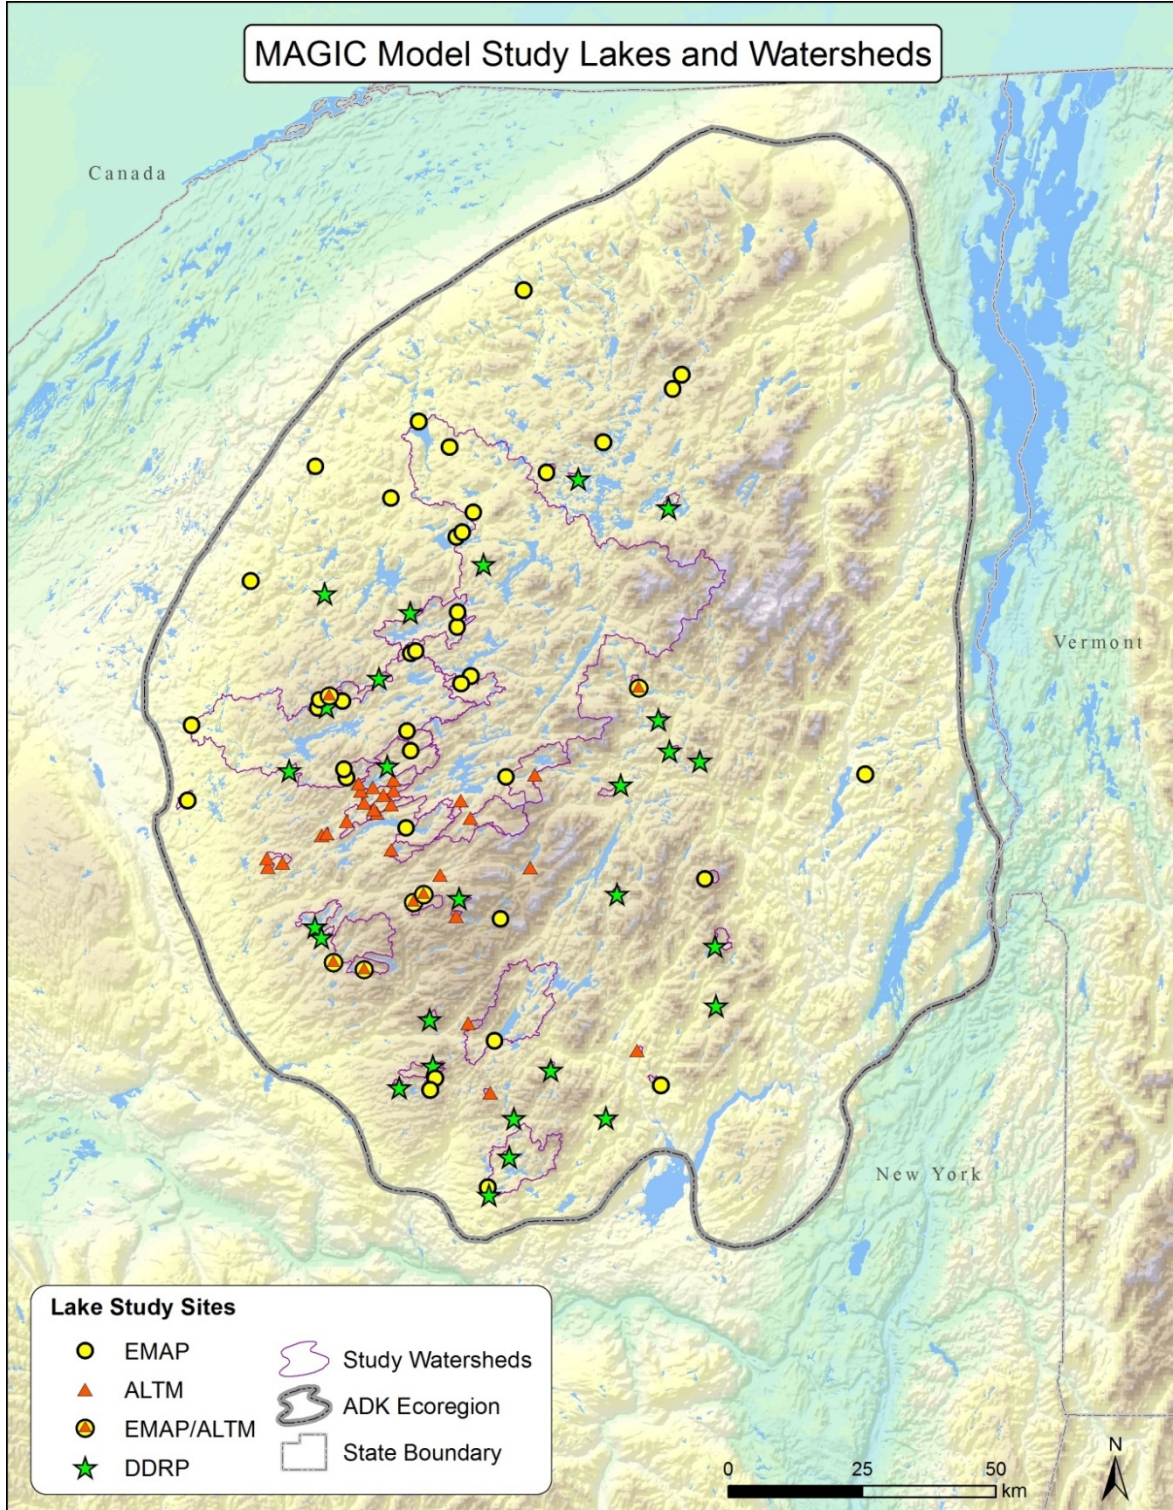 MAGIC Model Study Lakes and Watersheds
Canada
Vermont
New York
Lake Study Sites
EMAP
ALTM
EMAP/ALTM
DDRP
Study Watersheds
ADK Ecoregion
State Boundary
N
0 25 50
km